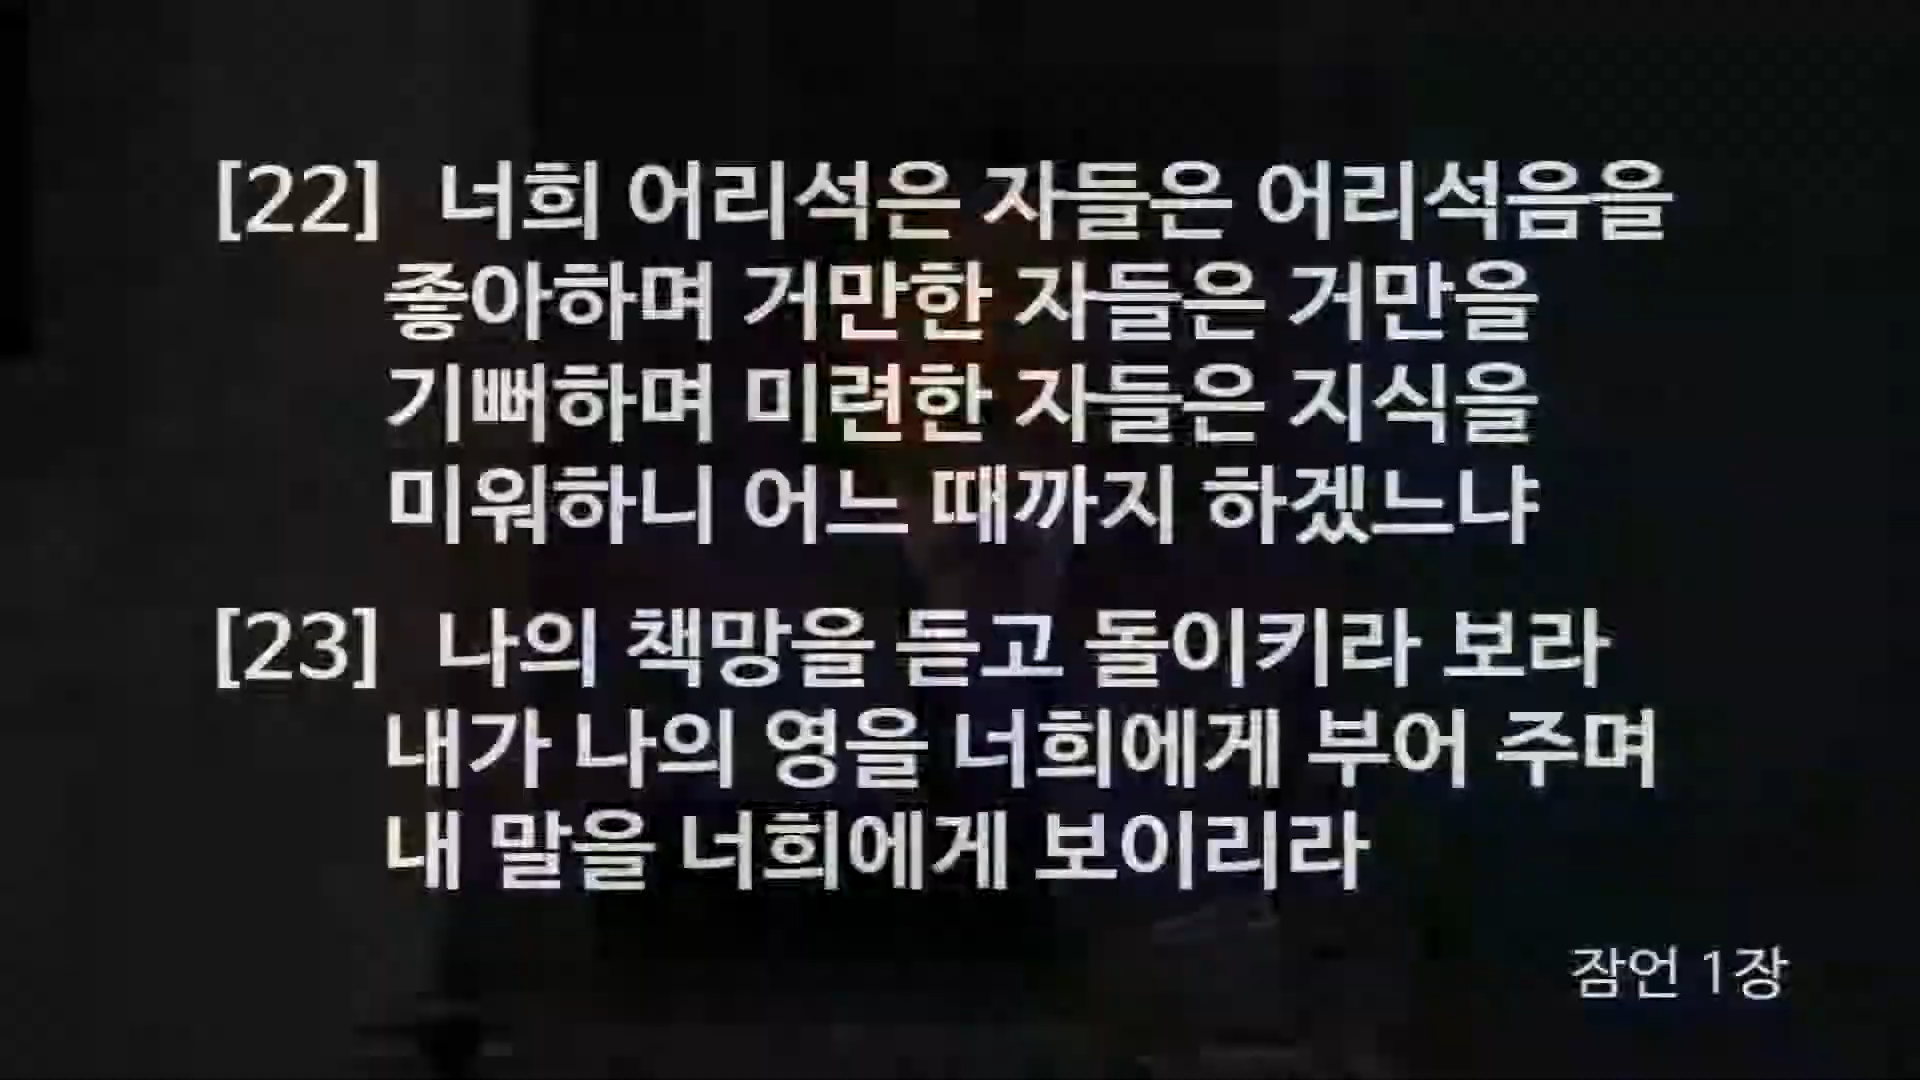 [22] 너희 어리석은 자들은 어리석음을
좋아하며 거만한 자들은 거만을
기뻐하며 미련한 자들은 지식을
미워하니 어느 때까지 하겠느냐
[23] 나의 책망을 듣고 돌이키라 보라
내가 나의 영을 너희에게 부어 주며
내 말을 너희에게 보이리라
잠언 1장